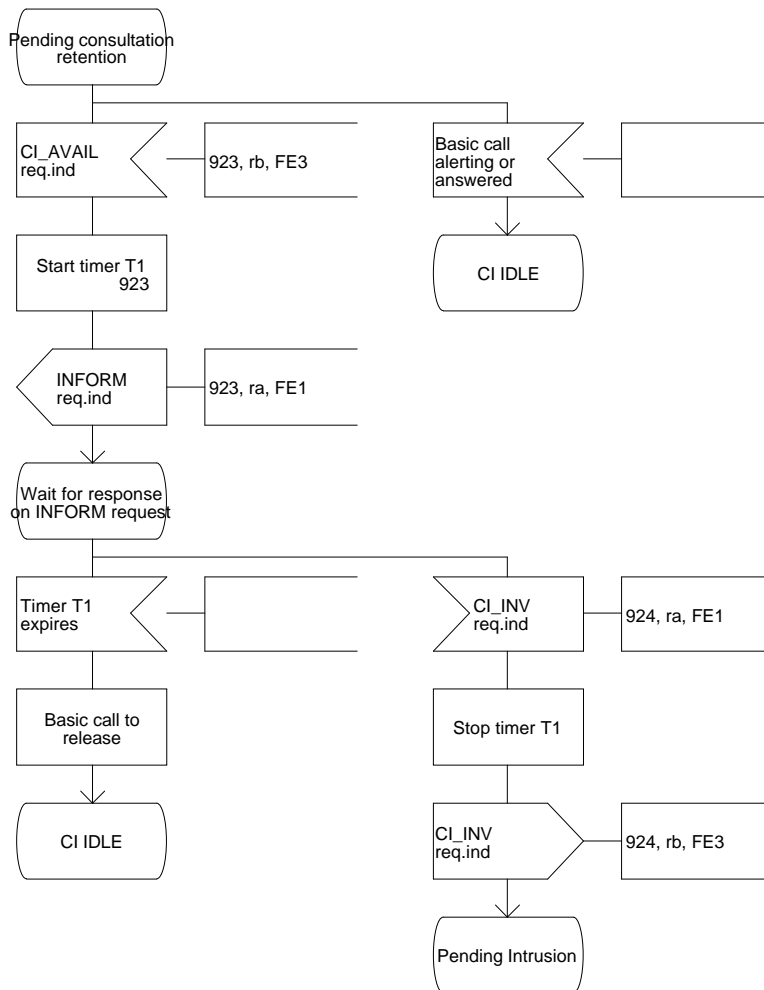 Pending consultation
retention
CI_AVAIL
req.ind
923, rb, FE3
Basic call
alerting or
answered
Start timer T1
923
CI IDLE
INFORM
req.ind
923, ra, FE1
Wait for response
on INFORM request
Timer T1
expires
CI_INV
req.ind
924, ra, FE1
Basic call to
release
Stop timer T1
CI IDLE
CI_INV
req.ind
924, rb, FE3
Pending Intrusion